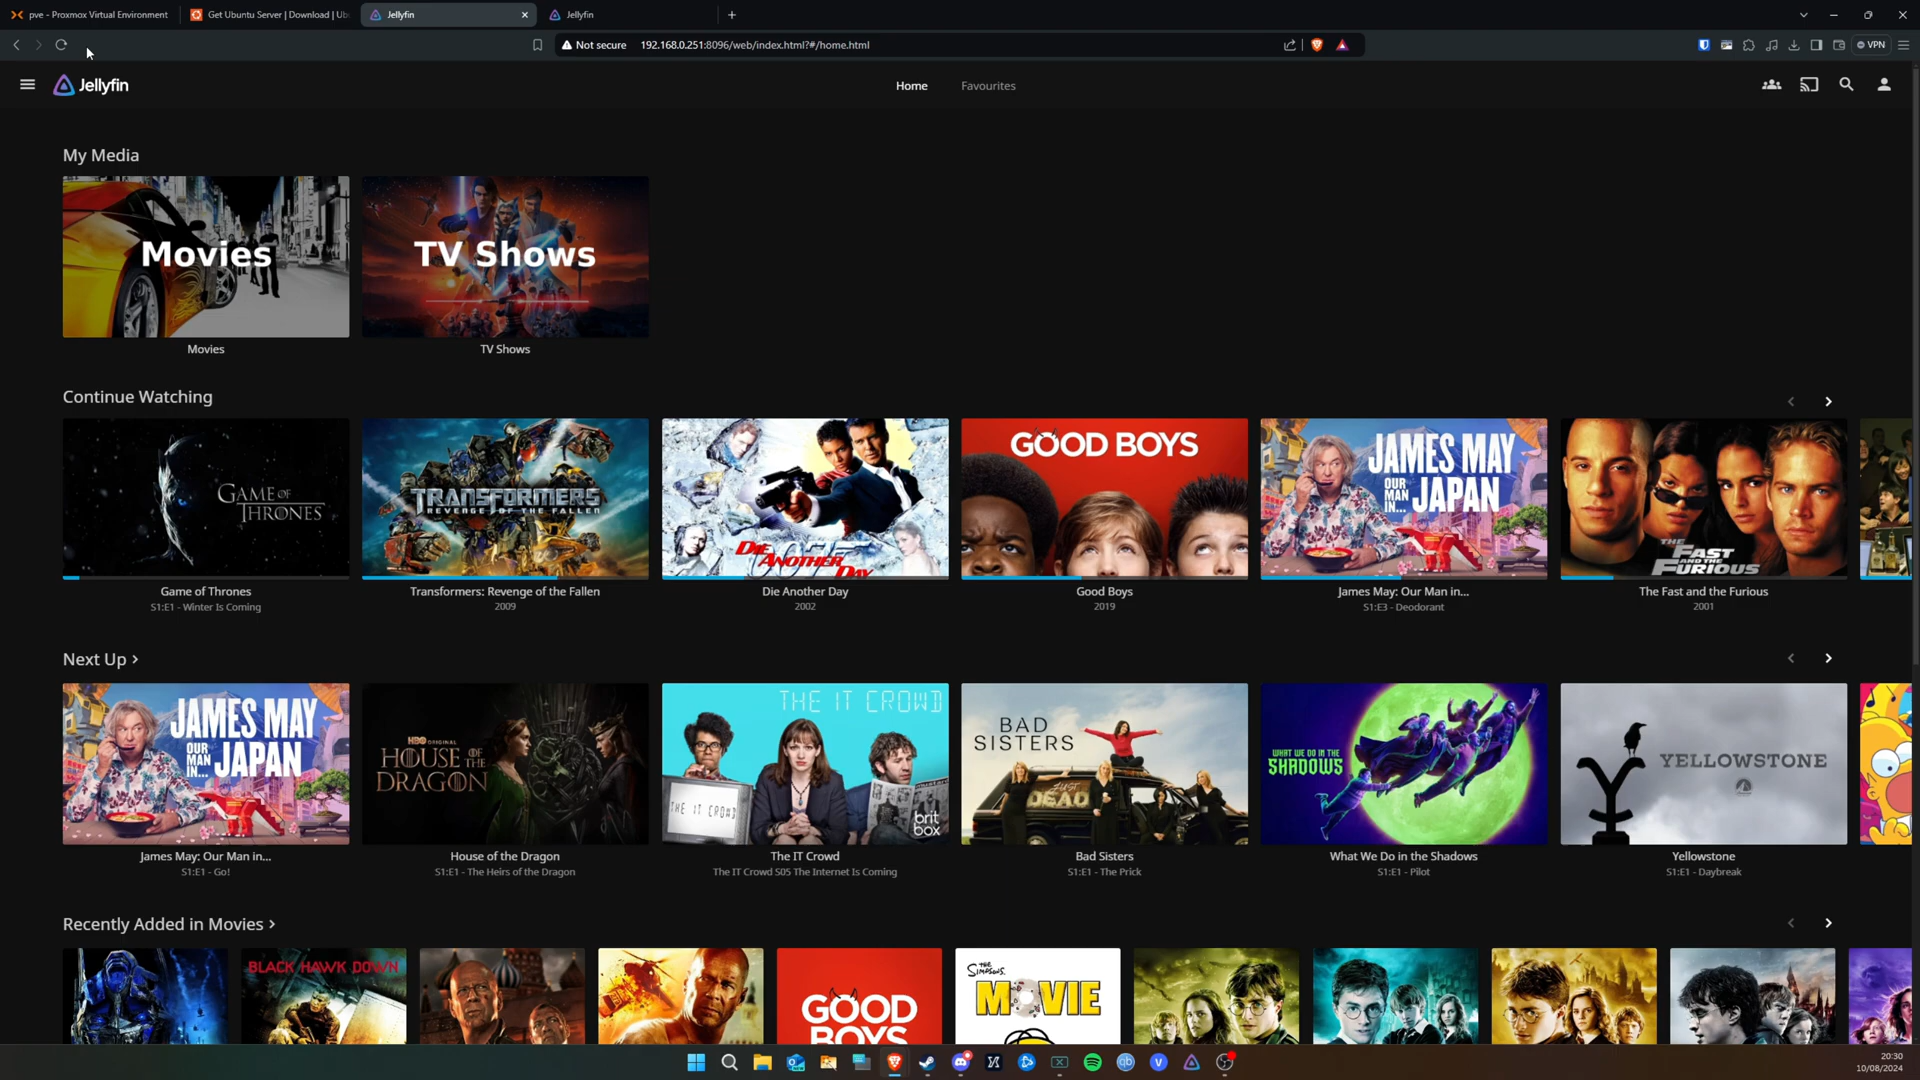 pve - Proxmox Virtual Environment
Get Ubuntu Server | Download | Ub
Jellyfin
Jellyfin
Not secure
192.168.0.251:8096/web/index.html?#/home.html
VPN
Jellyfin
Home
Favourites
My Media
Movies
TV Shows
Movies
TV Shows
Continue Watching
GAME OF
THRONES
TRANSFORMERS
REVENGE OF THE FALLEN
DIE ANOTHER DAY
GOOD BOYS
JAMES MAY
OUR MAN IN... JAPAN
THE FAST AND THE FURIOUS
Game of Thrones
Transformers: Revenge of the Fallen
Die Another Day
Good Boys
James May: Our Man in...
The Fast and the Furious
S1:E1 - Winter Is Coming
2009
2002
2019
S1:E3 - Deodorant
2001
Next Up
JAMES MAY
OUR MAN IN... JAPAN
HBO ORIGINAL
HOUSE OF THE
DRAGON
THE IT CROWD
THE IT CROWD
brit
box
BAD
SISTERS
JUST
DEAD
WHAT WE DO IN THE
SHADOWS
YELLOWSTONE
James May: Our Man in...
House of the Dragon
The IT Crowd
Bad Sisters
What We Do in the Shadows
Yellowstone
S1:E1 - Go!
S1:E1 - The Heirs of the Dragon
The IT Crowd S05 The Internet Is Coming
S1:E1 - The Prick
S1:E1 - Pilot
S1:E1 - Daybreak
Recently Added in Movies
BLACK HAWK DOWN
GOOD
BOYS
THE
SIMPSONS
MOVIE
20:30
10/08/2024